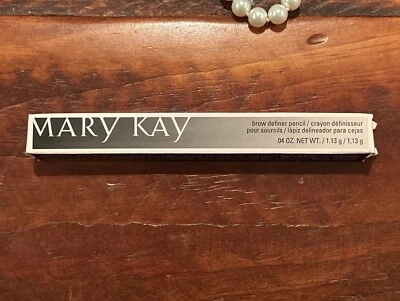 MARY KAY
brow definer pencil / crayon définisseur
pour sourcils / lápiz delineador para cejas
.04 OZ. NET WT. / 1.13 g / 1,13 g